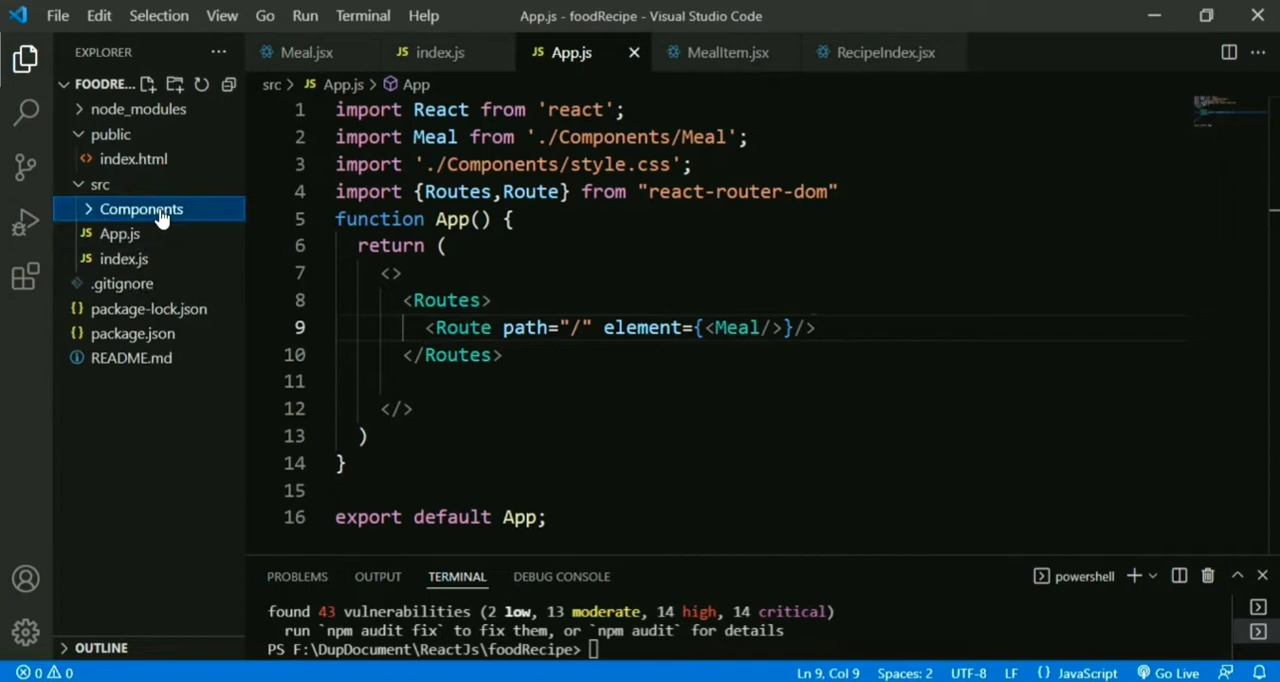 File Edit Selection View Go Run Terminal Help App.js - foodRecipe - Visual Studio Code
EXPLORER
FOODRE...
node_modules
public
index.html
src
Components
App.js
index.js
.gitignore
package-lock.json
package.json
README.md
OUTLINE
Meal.jsx index.js App.js MealItem.jsx RecipeIndex.jsx
src > JS App.js > App
1 import React from 'react';
2 import Meal from './Components/Meal';
3 import './Components/style.css';
4 import {Routes,Route} from "react-router-dom"
5 function App() {
6 return (
7 <>
8 <Routes>
9 <Route path="/" element={<Meal/>}/>
10 </Routes>
11
12 </>
13 )
14 }
15
16 export default App;
PROBLEMS OUTPUT TERMINAL DEBUG CONSOLE powershell
found 43 vulnerabilities (2 low, 13 moderate, 14 high, 14 critical)
run `npm audit fix` to fix them, or `npm audit` for details
PS F:\DupDocument\ReactJs\foodRecipe>
0 0 Ln 9, Col 9 Spaces: 2 UTF-8 LF {} JavaScript Go Live